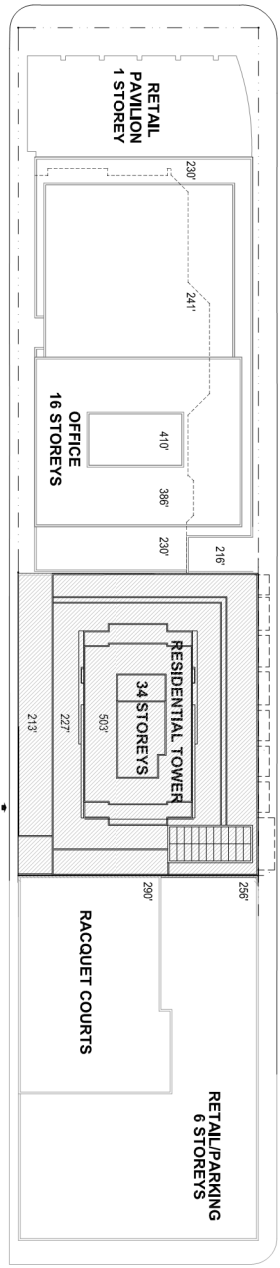 RETAIL
PAVILION
1 STOREY
230'
241'
OFFICE
16 STOREYS
410'
386'
230'
216'
RESIDENTIAL TOWER
34 STOREYS
503'
227'
213'
256'
290'
RACQUET COURTS
RETAIL/PARKING
6 STOREYS